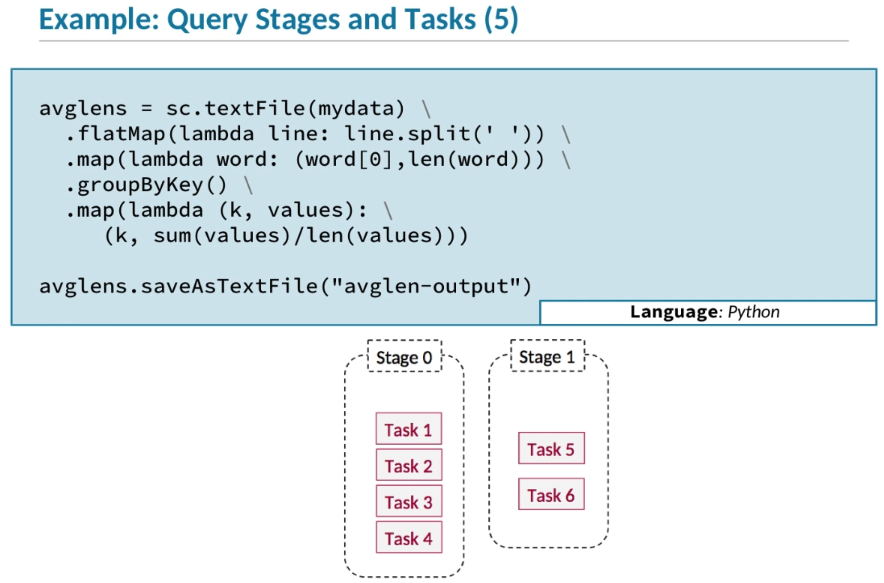 Example: Query Stages and Tasks (5)
avglens = sc.textFile(mydata) \
  .flatMap(lambda line: line.split(' ')) \
  .map(lambda word: (word[0],len(word))) \
  .groupByKey() \
  .map(lambda (k, values): \
     (k, sum(values)/len(values)))
avglens.saveAsTextFile("avglen-output")
Language: Python
Stage 0
Task 1
Task 2
Task 3
Task 4
Stage 1
Task 5
Task 6